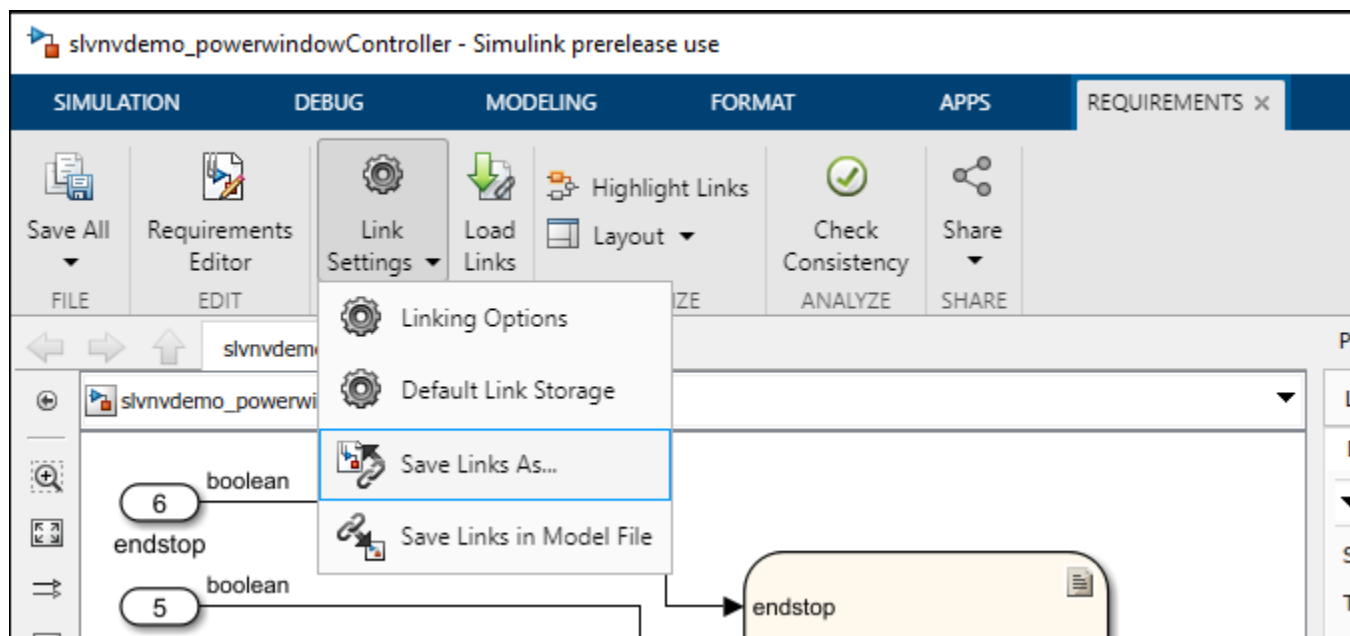 slvnvdemo_powerwindowController - Simulink prerelease use
SIMULATION DEBUG MODELING FORMAT APPS REQUIREMENTS ×
Save All
Requirements
Editor
Link
Settings
Load
Links
Highlight Links
Layout
Check
Consistency
Share
FILE EDIT IZE ANALYZE SHARE
Linking Options
Default Link Storage
Save Links As...
Save Links in Model File
slvnvdem
slvnvdemo_powerwi
boolean
6
endstop
boolean
5
endstop